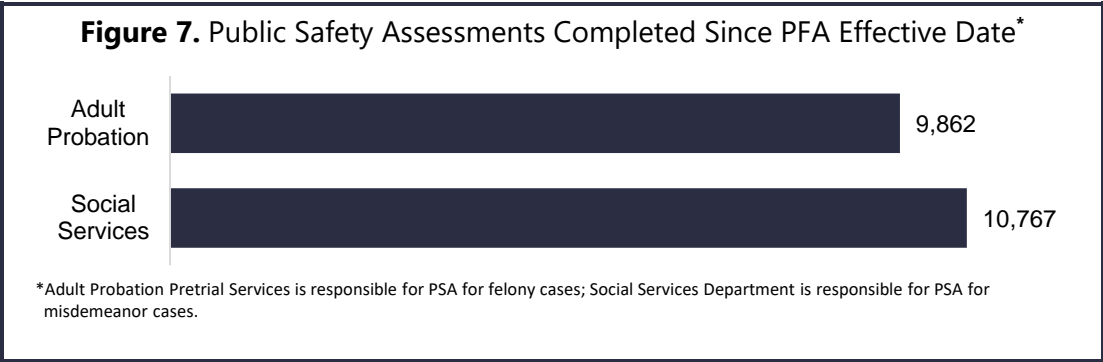 Figure 7. Public Safety Assessments Completed Since PFA Effective Date*
Adult
Probation
9,862
Social
Services
10,767
*Adult Probation Pretrial Services is responsible for PSA for felony cases; Social Services Department is responsible for PSA for
misdemeanor cases.